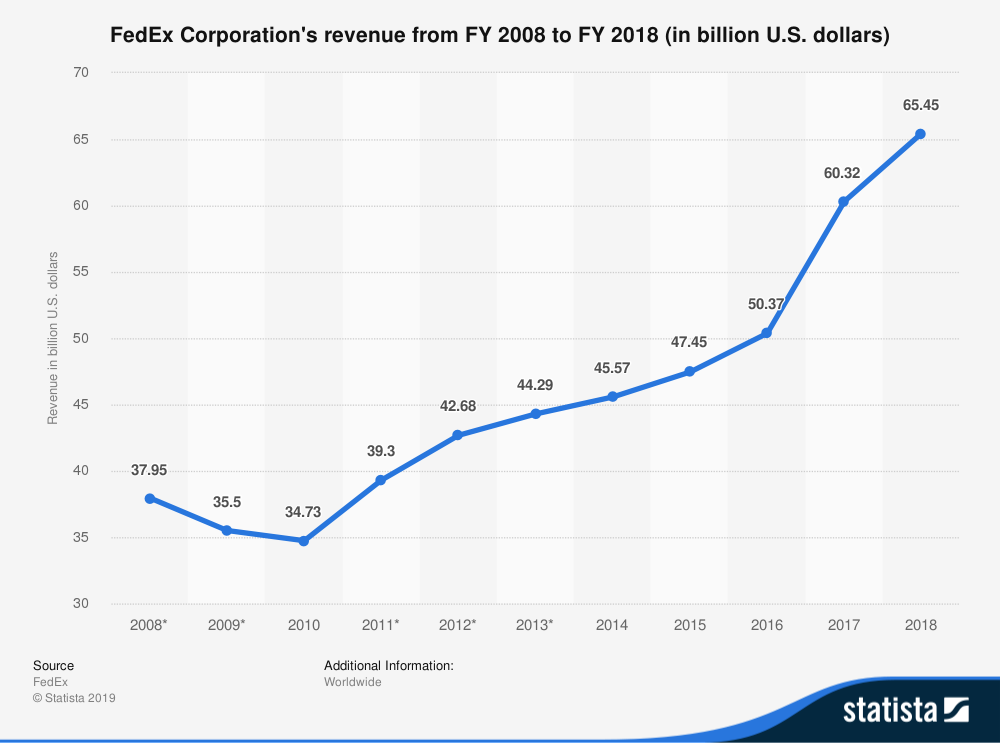 FedEx Corporation's revenue from FY 2008 to FY 2018 (in billion U.S. dollars)
70
65
60
55
50
45
40
35
30
Revenue in billion U.S. dollars
37.95
35.5
34.73
39.3
42.68
44.29
45.57
47.45
50.37
60.32
65.45
2008* 2009* 2010 2011* 2012* 2013* 2014 2015 2016 2017 2018
Source
FedEx
© Statista 2019
Additional Information:
Worldwide
statista